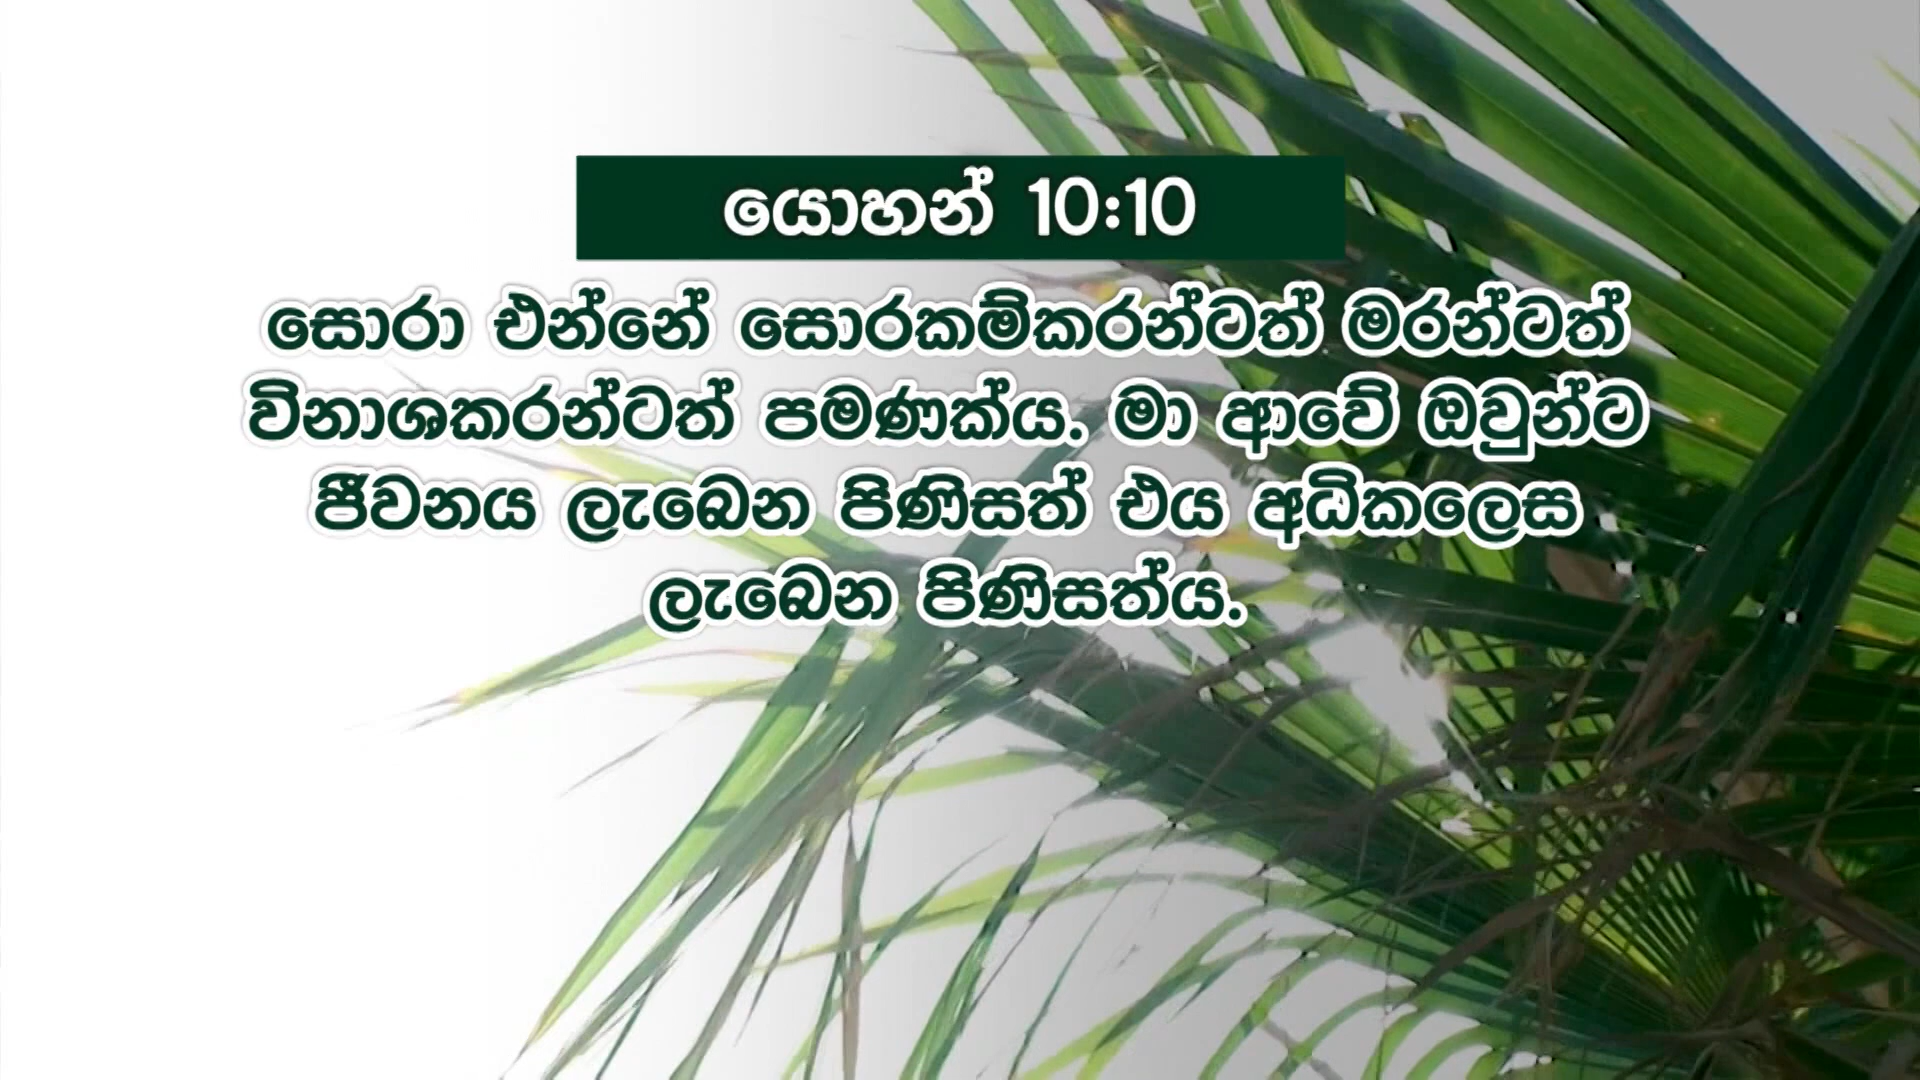 යොහන් 10:10
සොරා එන්නේ සොරකම්කරන්ටත් මරන්ටත්
විනාශකරන්ටත් පමණක්ය. මා ආවේ ඔවුන්ට
ජීවනය ලැබෙන පිණිසත් එය අධිකලෙස
ලැබෙන පිණිසත්ය.